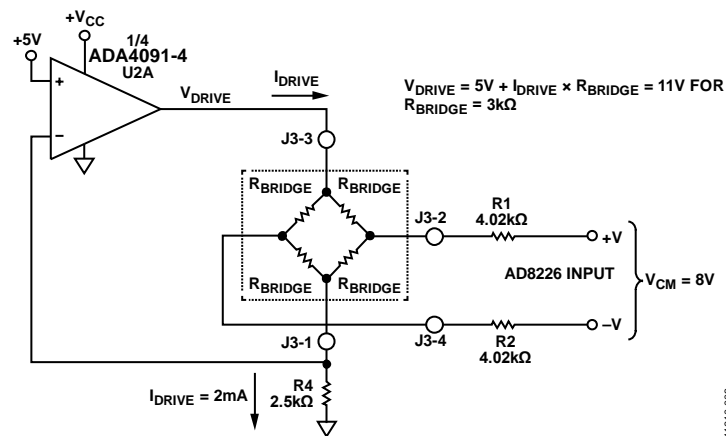 +5V
+VCC
1/4
ADA4091-4
U2A
+
−
VDRIVE
IDRIVE
VDRIVE = 5V + IDRIVE × RBRIDGE = 11V FOR
RBRIDGE = 3kΩ
J3-3
RBRIDGE
RBRIDGE
J3-2
R1
4.02kΩ
+V
AD8226 INPUT
VCM = 8V
RBRIDGE
RBRIDGE
J3-1
J3-4
R2
4.02kΩ
−V
IDRIVE = 2mA
R4
2.5kΩ